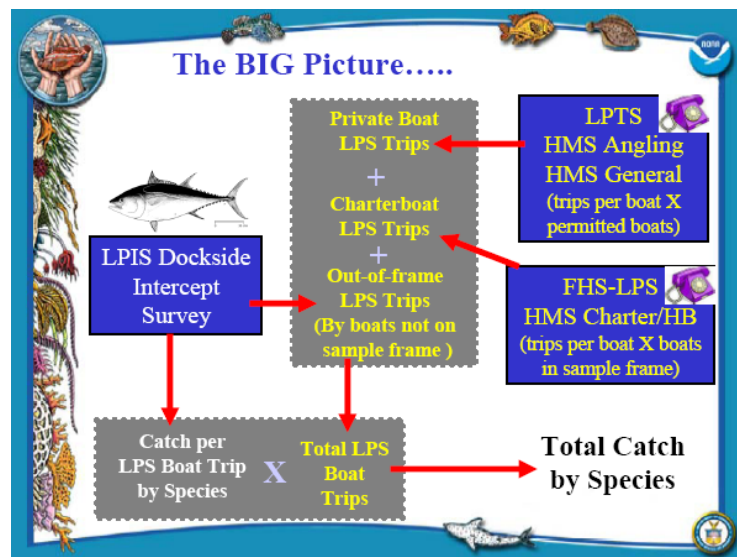 The BIG Picture…..
NOAA
Private Boat
LPS Trips
+
Charterboat
LPS Trips
+
Out-of-frame
LPS Trips
(By boats not on
sample frame )
LPTS
HMS Angling
HMS General
(trips per boat X
permitted boats)
LPIS Dockside
Intercept
Survey
FHS-LPS
HMS Charter/HB
(trips per boat X boats
in sample frame)
Catch per
LPS Boat Trip
by Species
X
Total LPS
Boat
Trips
Total Catch
by Species